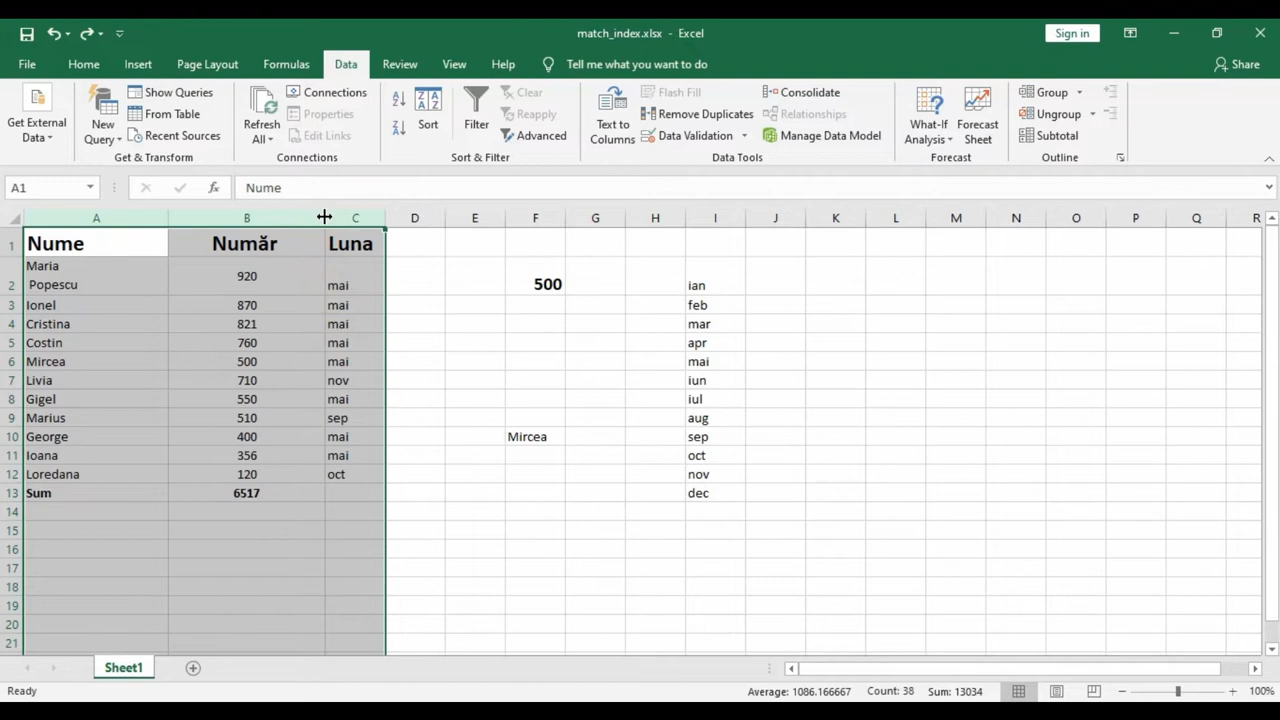 match_index.xlsx - Excel
Sign in
File Home Insert Page Layout Formulas Data Review View Help Tell me what you want to do Share
Get External Data
New Query
Show Queries
From Table
Recent Sources
Get & Transform
Refresh All
Connections
Properties
Edit Links
Connections
Sort
Filter
Clear
Reapply
Advanced
Sort & Filter
Text to Columns
Flash Fill
Remove Duplicates
Data Validation
Consolidate
Relationships
Manage Data Model
Data Tools
What-If Analysis
Forecast Sheet
Forecast
Group
Ungroup
Subtotal
Outline
A1 fx Nume
A B C D E F G H I J K L M N O P Q R
1 Nume Număr Luna
2 Maria Popescu 920 mai 500 ian
3 Ionel 870 mai feb
4 Cristina 821 mai mar
5 Costin 760 mai apr
6 Mircea 500 mai mai
7 Livia 710 nov iun
8 Gigel 550 mai iul
9 Marius 510 sep aug
10 George 400 mai Mircea sep
11 Ioana 356 mai oct
12 Loredana 120 oct nov
13 Sum 6517 dec
14
15
16
17
18
19
20
21
Sheet1
Ready Average: 1086.166667 Count: 38 Sum: 13034 100%